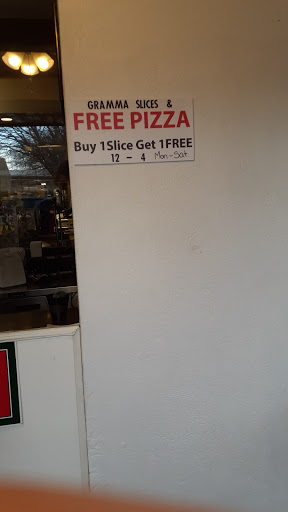 GRAMMA SLICES &
FREE PIZZA
Buy 1Slice Get 1FREE
12 - 4 Mon-Sat